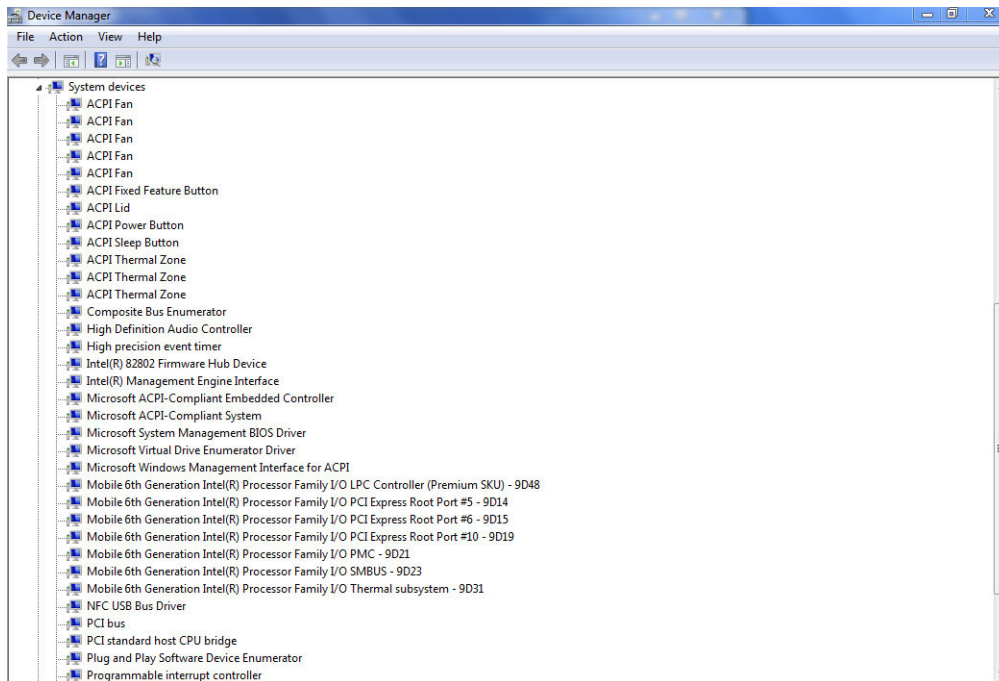 Device Manager
File Action View Help
System devices
ACPI Fan
ACPI Fan
ACPI Fan
ACPI Fan
ACPI Fan
ACPI Fixed Feature Button
ACPI Lid
ACPI Power Button
ACPI Sleep Button
ACPI Thermal Zone
ACPI Thermal Zone
ACPI Thermal Zone
Composite Bus Enumerator
High Definition Audio Controller
High precision event timer
Intel(R) 82802 Firmware Hub Device
Intel(R) Management Engine Interface
Microsoft ACPI-Compliant Embedded Controller
Microsoft ACPI-Compliant System
Microsoft System Management BIOS Driver
Microsoft Virtual Drive Enumerator Driver
Microsoft Windows Management Interface for ACPI
Mobile 6th Generation Intel(R) Processor Family I/O LPC Controller (Premium SKU) - 9D48
Mobile 6th Generation Intel(R) Processor Family I/O PCI Express Root Port #5 - 9D14
Mobile 6th Generation Intel(R) Processor Family I/O PCI Express Root Port #6 - 9D15
Mobile 6th Generation Intel(R) Processor Family I/O PCI Express Root Port #10 - 9D19
Mobile 6th Generation Intel(R) Processor Family I/O PMC - 9D21
Mobile 6th Generation Intel(R) Processor Family I/O SMBUS - 9D23
Mobile 6th Generation Intel(R) Processor Family I/O Thermal subsystem - 9D31
NFC USB Bus Driver
PCI bus
PCI standard host CPU bridge
Plug and Play Software Device Enumerator
Programmable interrupt controller